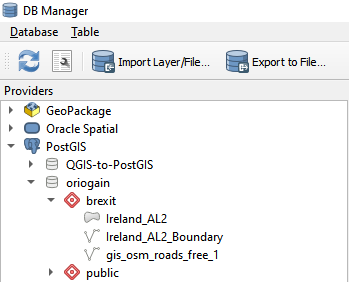 DB Manager
Database Table
Import Layer/File... Export to File...
Providers
GeoPackage
Oracle Spatial
PostGIS
QGIS-to-PostGIS
oriogain
brexit
Ireland_AL2
Ireland_AL2_Boundary
gis_osm_roads_free_1
public